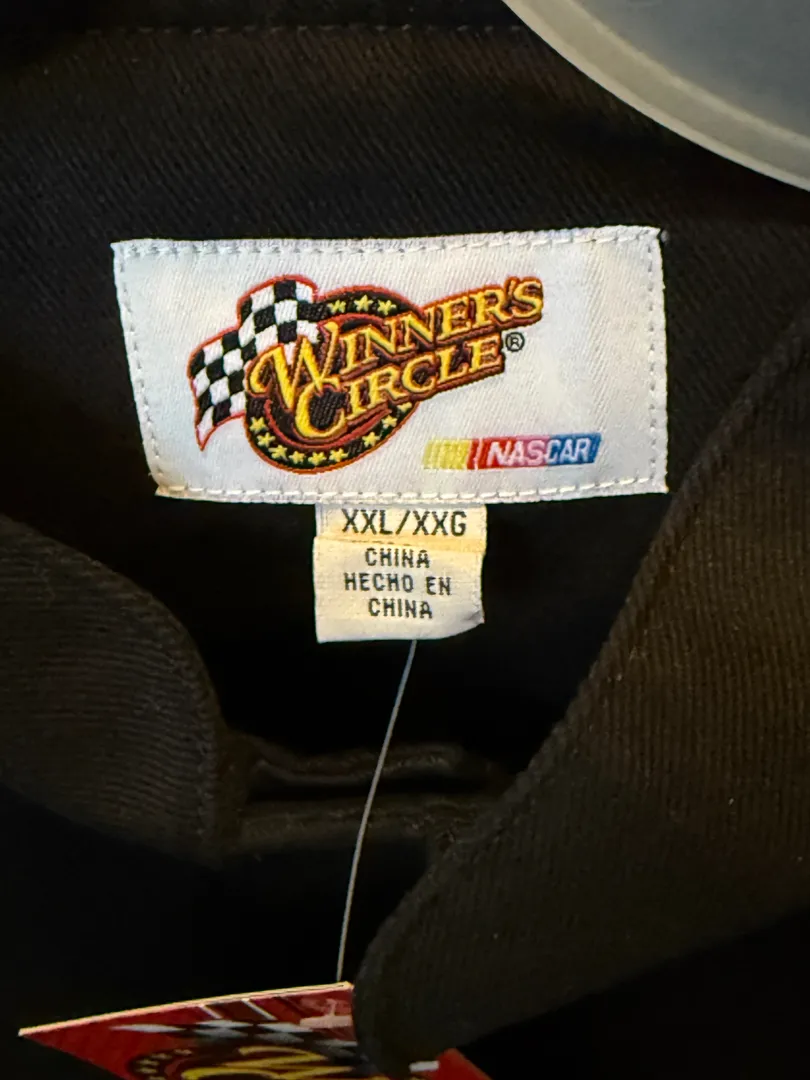 WINNER'S
CIRCLE®
NASCAR
XXL/XXG
CHINA
HECHO EN
CHINA